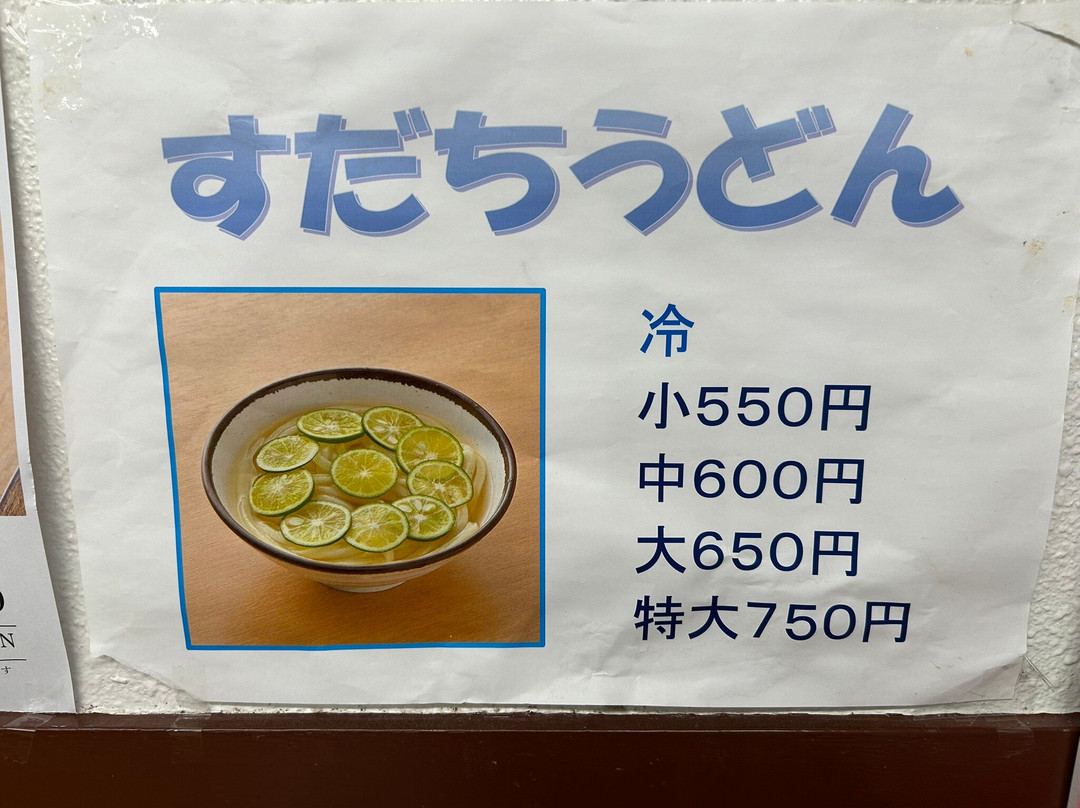 すだちうどん
冷
小550円
中600円
大650円
特大750円
N
す